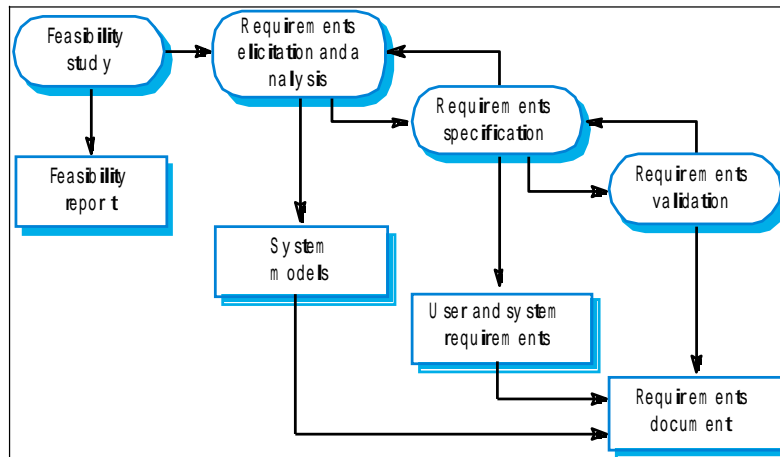 Feasibility
study
Requirements
elicitation and a
nalysis
Requirements
specification
Requirements
validation
Feasibility
report
System
models
User and system
requirements
Requirements
document